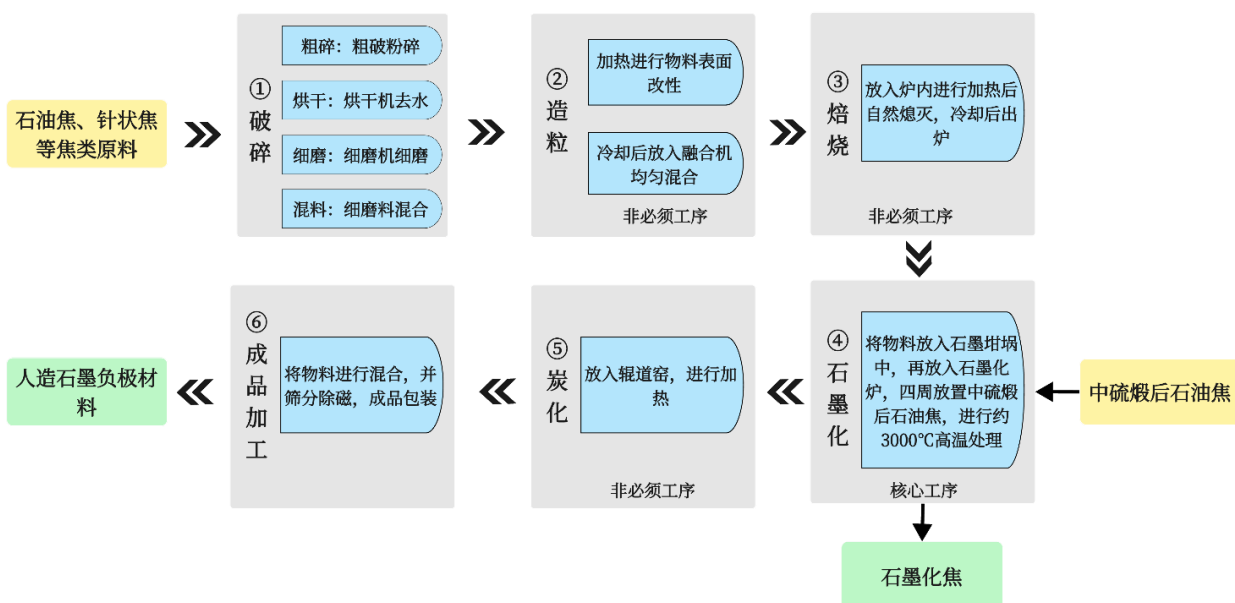 石油焦、针状焦
等焦类原料
①破碎
粗碎：粗破粉碎
烘干：烘干机去水
细磨：细磨机细磨
混料：细磨料混合
②造粒
加热进行物料表面
改性
冷却后放入融合机
均匀混合
非必须工序
③焙烧
放入炉内进行加热后
自然熄灭，冷却后出
炉
非必须工序
④石墨化
将物料放入石墨坩埚
中，再放入石墨化
炉，四周放置中硫煅
后石油焦，进行约
3000℃高温处理
核心工序
中硫煅后石油焦
石墨化焦
⑤炭化
放入辊道窑，进行加
热
非必须工序
⑥成品加工
将物料进行混合，并
筛分除磁，成品包装
人造石墨负极材
料